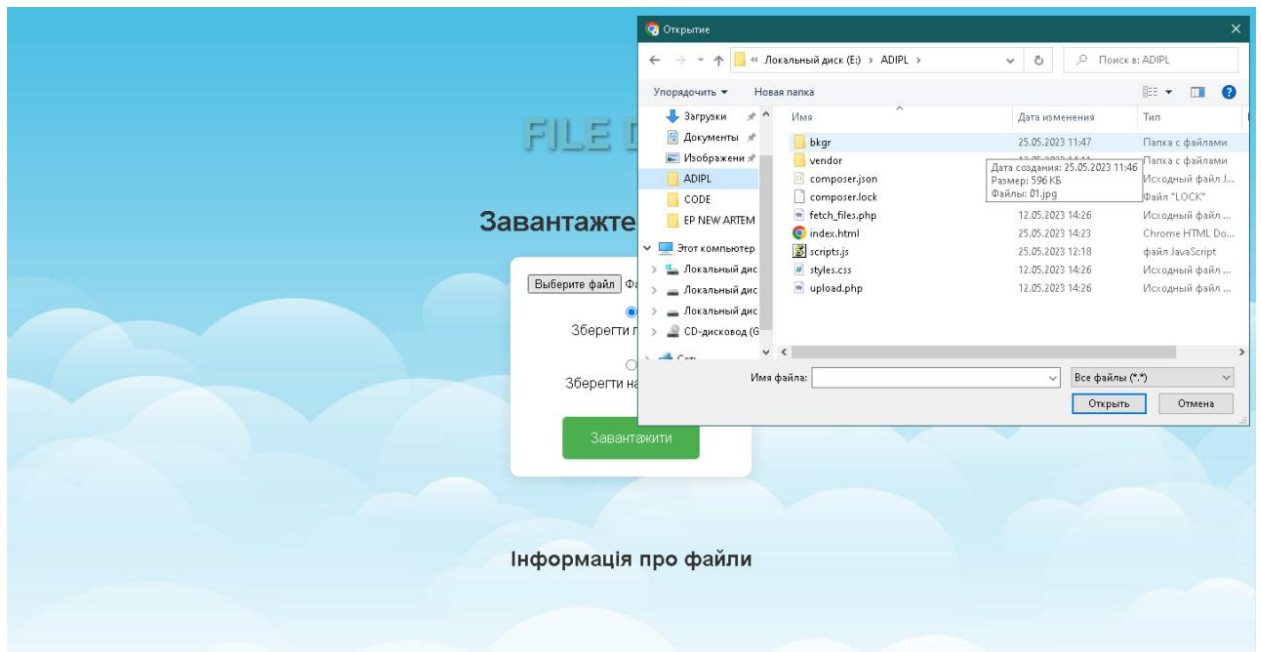 Открытие
Локальный диск (E:) > ADIPL >
Поиск в: ADIPL
Упорядочить Новая папка
Имя Дата изменения Тип
Загрузки
Документы
Изображени
ADIPL
CODE
EP NEW ARTEM
Этот компьютер
Локальный дис
Локальный дис
Локальный дис
CD-дисковод (G
bkgr 25.05.2023 11:47 Папка с файлами
vendor Папка с файлами
composer.json Исходный файл J...
composer.lock Файл "LOCK"
fetch_files.php 12.05.2023 14:26 Исходный файл ...
index.html 25.05.2023 14:23 Chrome HTML Do...
scripts.js 25.05.2023 12:18 файл JavaScript
styles.css 12.05.2023 14:26 Исходный файл ...
upload.php 12.05.2023 14:26 Исходный файл ...
Дата создания: 25.05.2023 11:46
Размер: 596 КБ
Файлы: 01.jpg
Имя файла:
Все файлы (*.*)
Открыть Отмена
FILE
Завантажте
Выберите файл
Зберегти
Зберегти
Завантажити
Інформація про файли